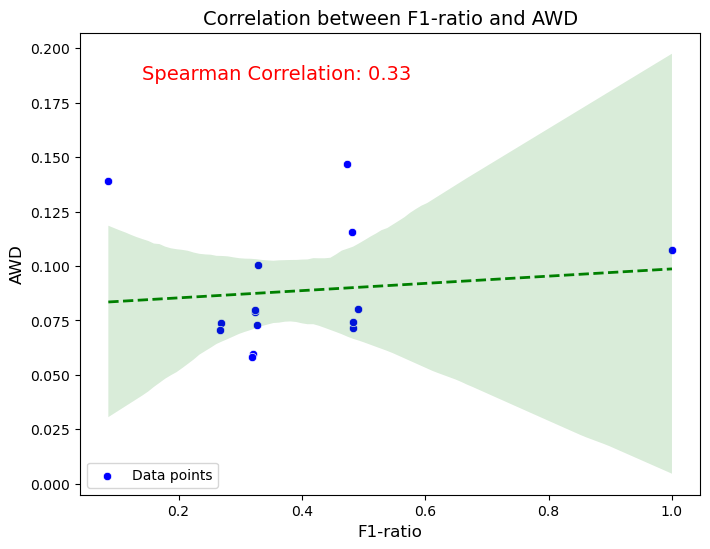 Correlation between F1-ratio and AWD
Spearman Correlation: 0.33
AWD
0.200
0.175
0.150
0.125
0.100
0.075
0.050
0.025
0.000
Data points
0.2 0.4 0.6 0.8 1.0
F1-ratio